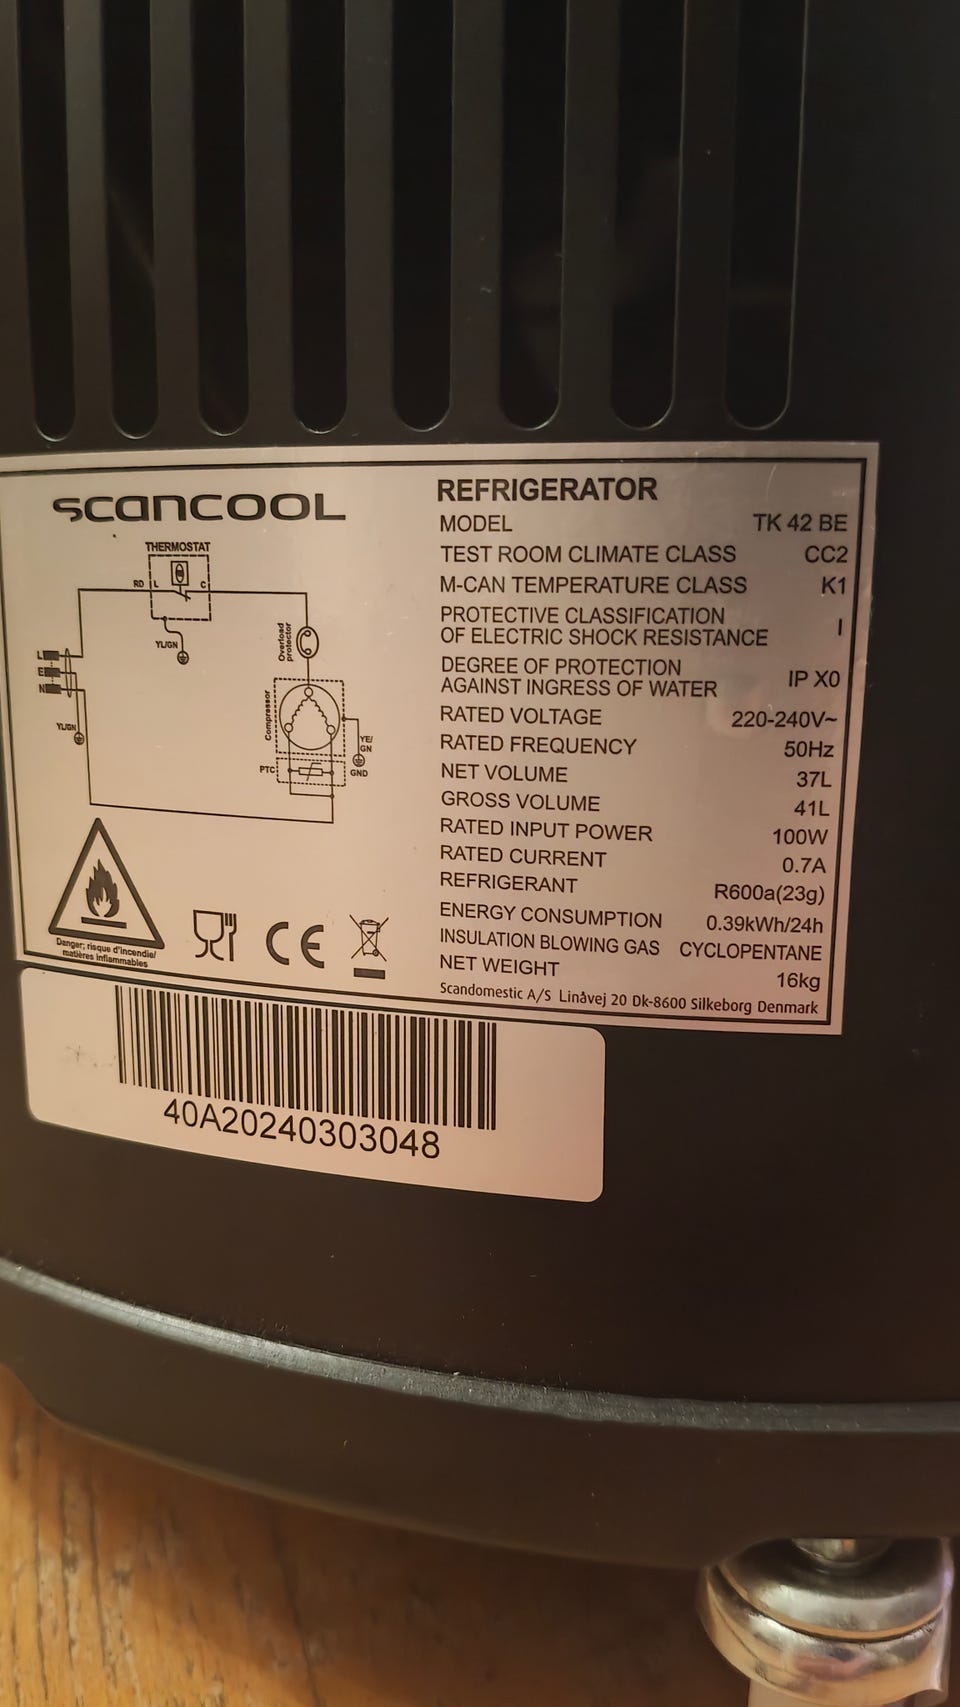 SCANCOOL
THERMOSTAT
RD L C
YL/GN
Overload protector
L
E
N
YL/GN
Compressor
YE/
GN
PTC
GND
Danger; risque d'incendie/
matières inflammables
CE
REFRIGERATOR
MODEL TK 42 BE
TEST ROOM CLIMATE CLASS CC2
M-CAN TEMPERATURE CLASS K1
PROTECTIVE CLASSIFICATION
OF ELECTRIC SHOCK RESISTANCE I
DEGREE OF PROTECTION
AGAINST INGRESS OF WATER IP X0
RATED VOLTAGE 220-240V~
RATED FREQUENCY 50Hz
NET VOLUME 37L
GROSS VOLUME 41L
RATED INPUT POWER 100W
RATED CURRENT 0.7A
REFRIGERANT R600a(23g)
ENERGY CONSUMPTION 0.39kWh/24h
INSULATION BLOWING GAS CYCLOPENTANE
NET WEIGHT 16kg
Scandomestic A/S Linåvej 20 Dk-8600 Silkeborg Denmark
40A20240303048